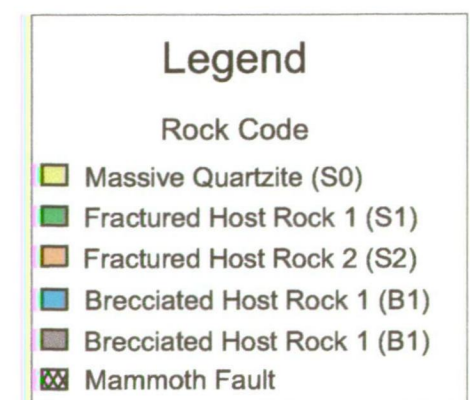 Legend
Rock Code
Massive Quartzite (S0)
Fractured Host Rock 1 (S1)
Fractured Host Rock 2 (S2)
Brecciated Host Rock 1 (B1)
Brecciated Host Rock 1 (B1)
Mammoth Fault